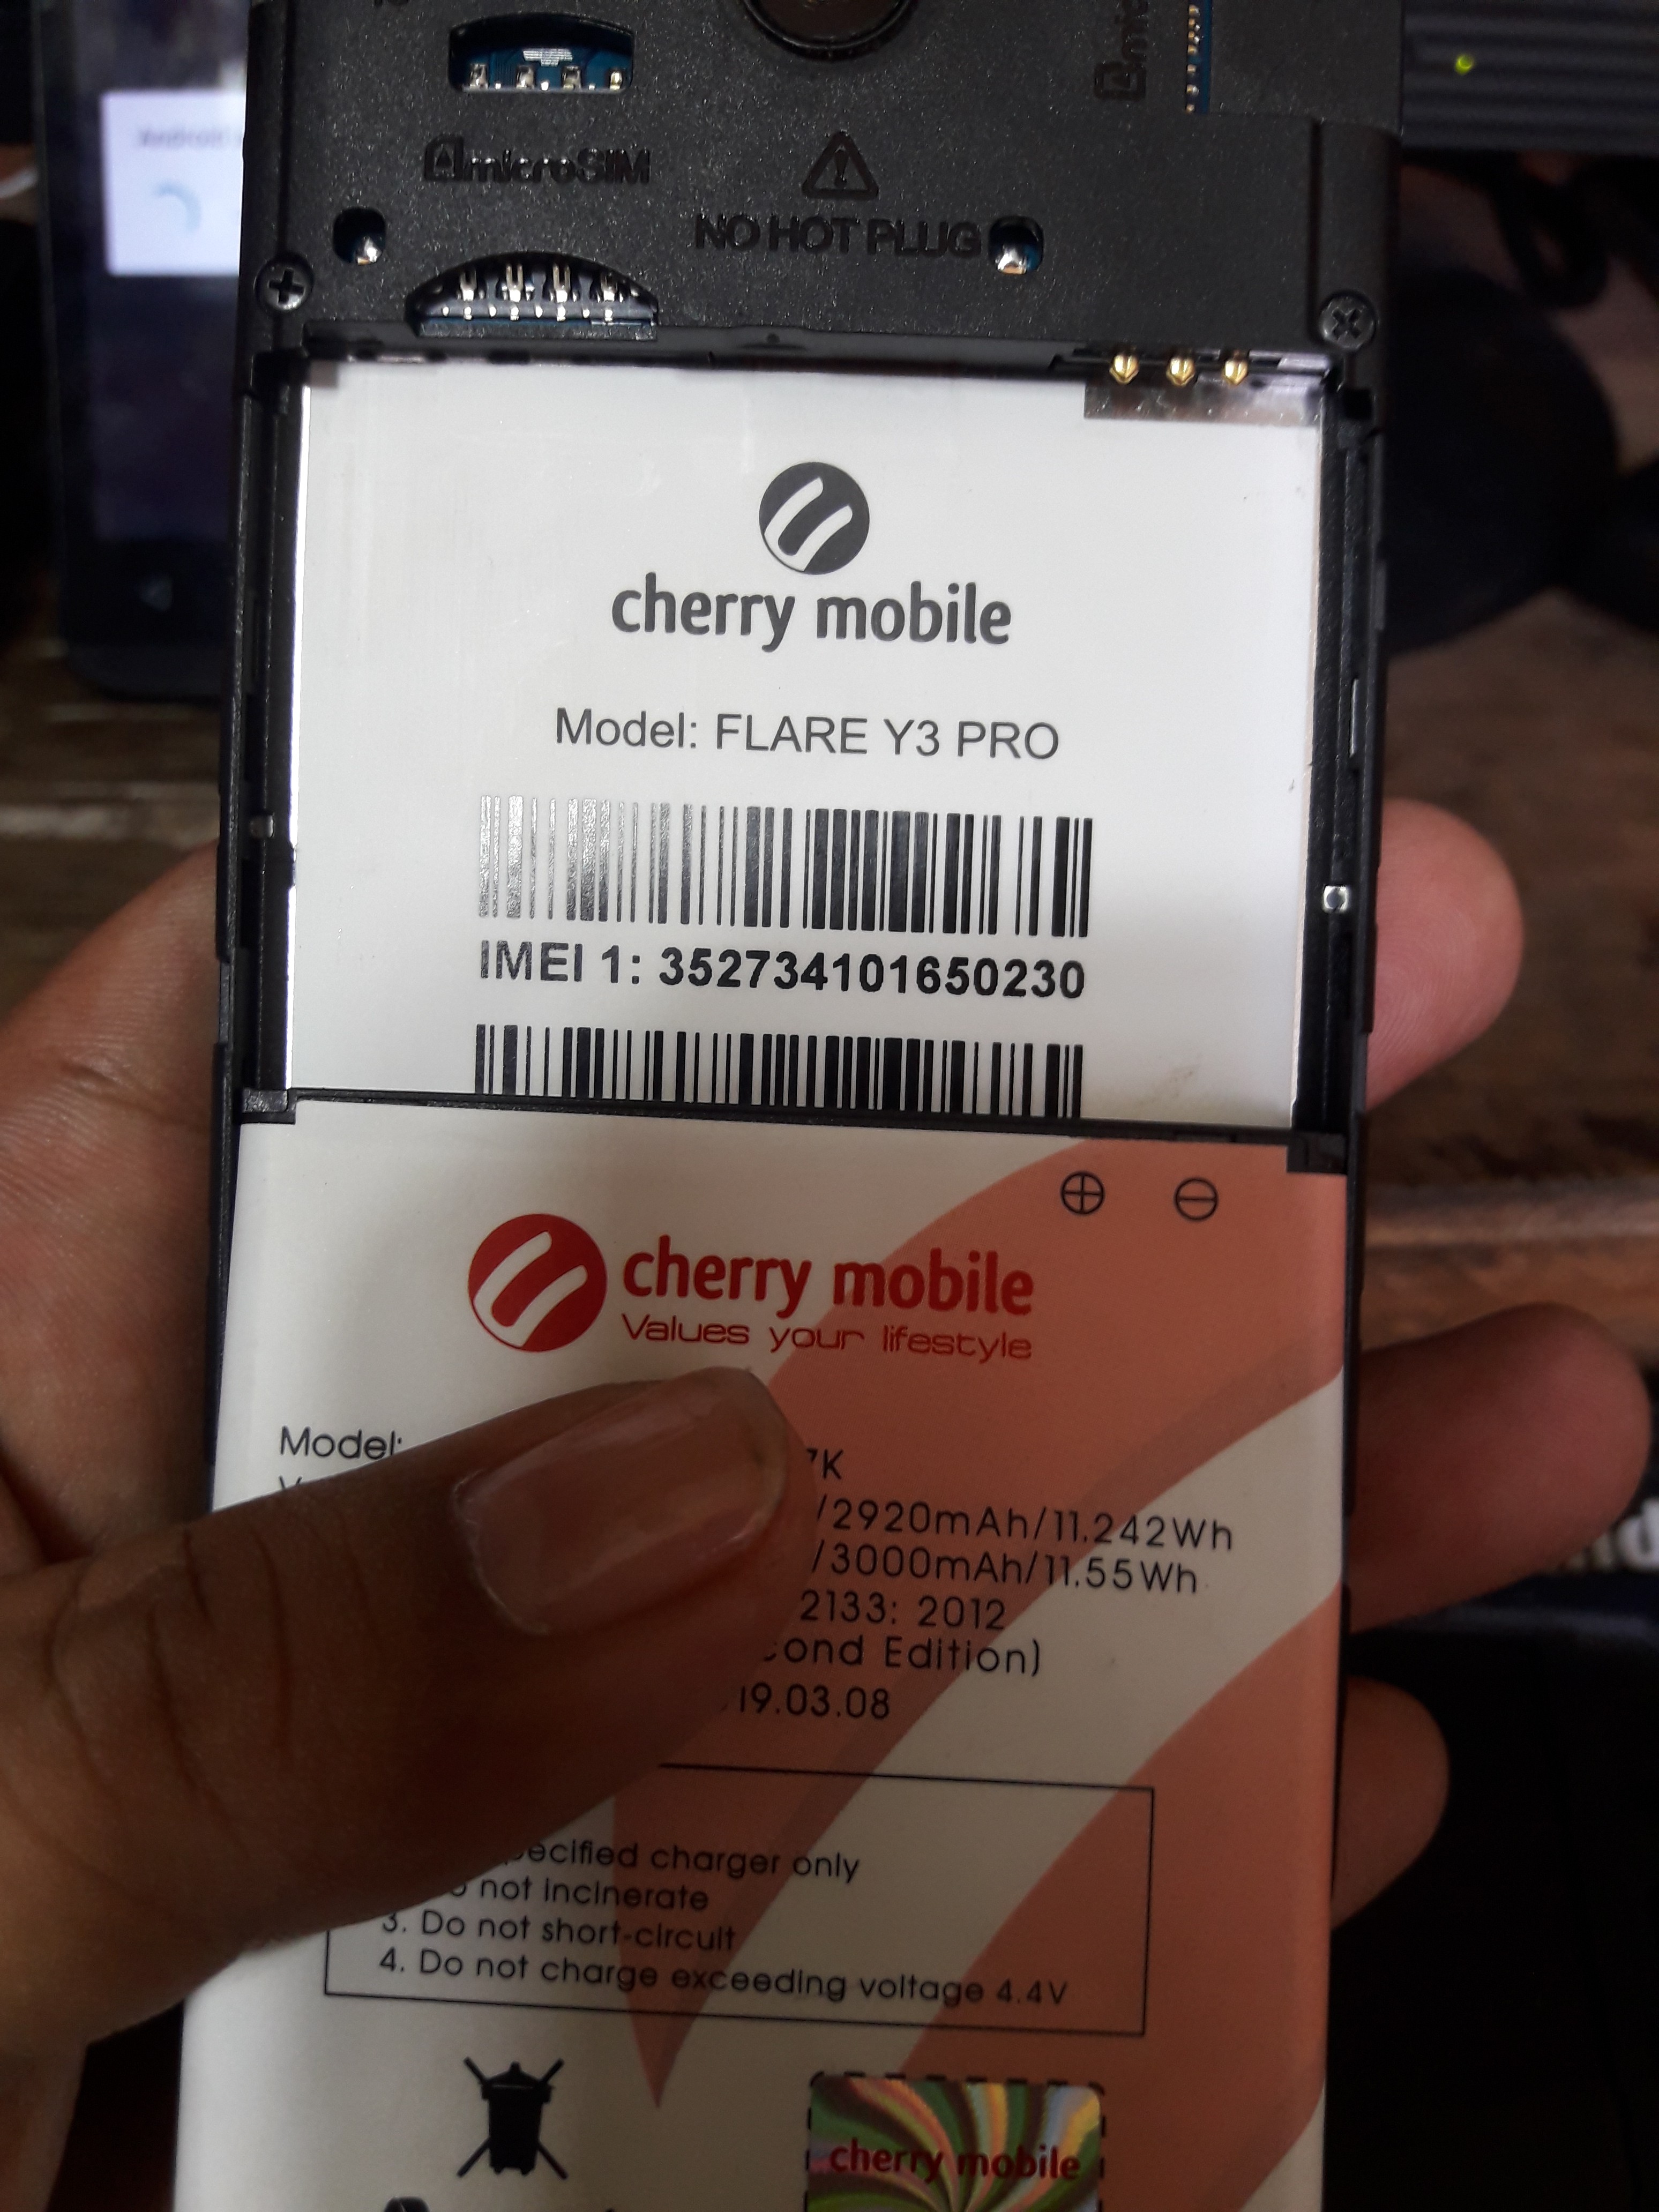 microSIM
NO HOT PLUG
cherry mobile
Model: FLARE Y3 PRO
IMEI 1: 352734101650230
cherry mobile
Values your lifestyle
Model:
/2920mAh/11.242Wh
/3000mAh/11.55Wh
2133: 2012
Edition)
19.03.08
charger only
not incinerate
3. Do not short-circuit
4. Do not charge exceeding voltage 4.4V
cherry mobile